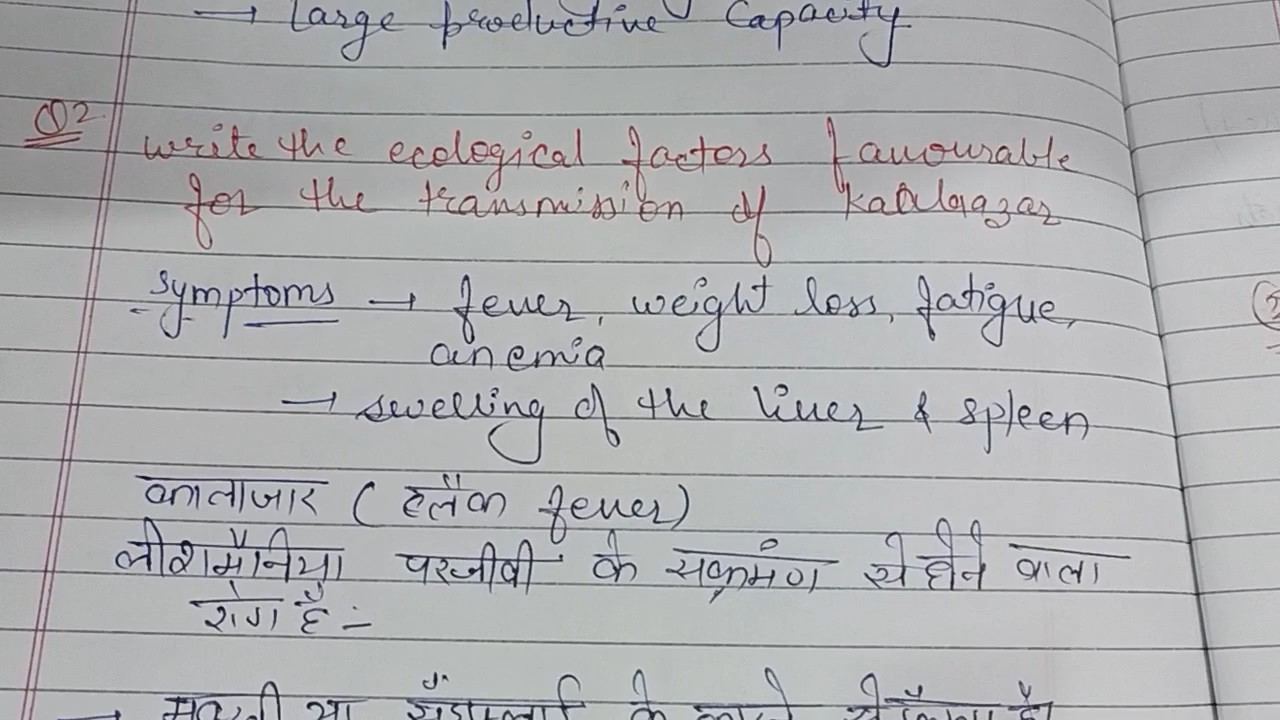 → large productive capacity
Q2 write the ecological factors favourable
for the transmission of kaalaazar
symptoms → fever, weight loss, fatigue,
anemia
→ swelling of the liver & spleen
कालाजार ( ब्लैक fever)
लीशमैनिया परजीवी के संक्रमण से होने वाला
रोग है :-